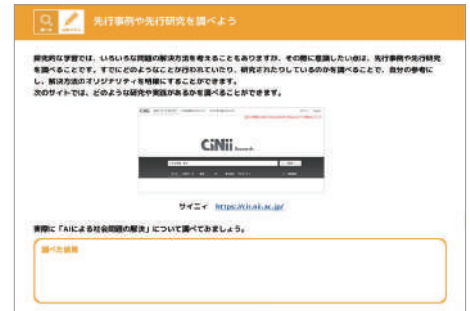 先行事例や先行研究を調べよう
探究的な学習では、いろいろな問題の解決方法を考えることもありますが、その際に意識したい点は、先行事例や先行研究
を調べることです。すでにどのようなことが行われていたり、研究されたりしているのかを調べることで、自分の参考に
し、解決方法のオリジナリティを明確にすることができます。
次のサイトでは、どのような研究や実践があるかを調べることができます。
CiNii Research
サイニィ https://cir.nii.ac.jp/
実際に「AIによる社会問題の解決」について調べてみましょう。
調べた結果